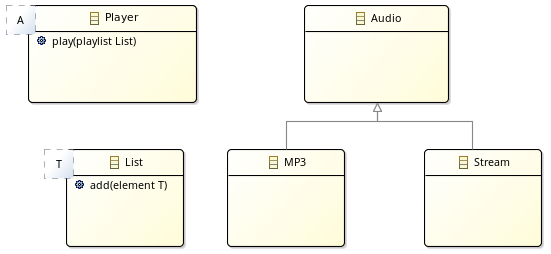 A
Player
play(playlist List)
Audio
T
List
add(element T)
MP3
Stream